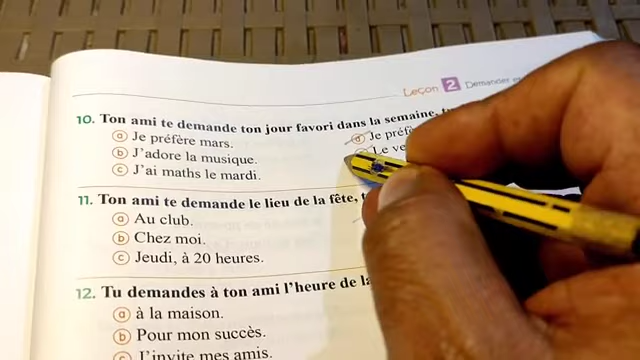 Leçon 2 Demander
10. Ton ami te demande ton jour favori dans la semaine,
a Je préfère mars.
b J'adore la musique.
c J'ai maths le mardi.
d Je
Le
11. Ton ami te demande le lieu de la fête,
a Au club.
b Chez moi.
c Jeudi, à 20 heures.
12. Tu demandes à ton ami l'heure de
a à la maison.
b Pour mon succès.
c J'invite mes amis.